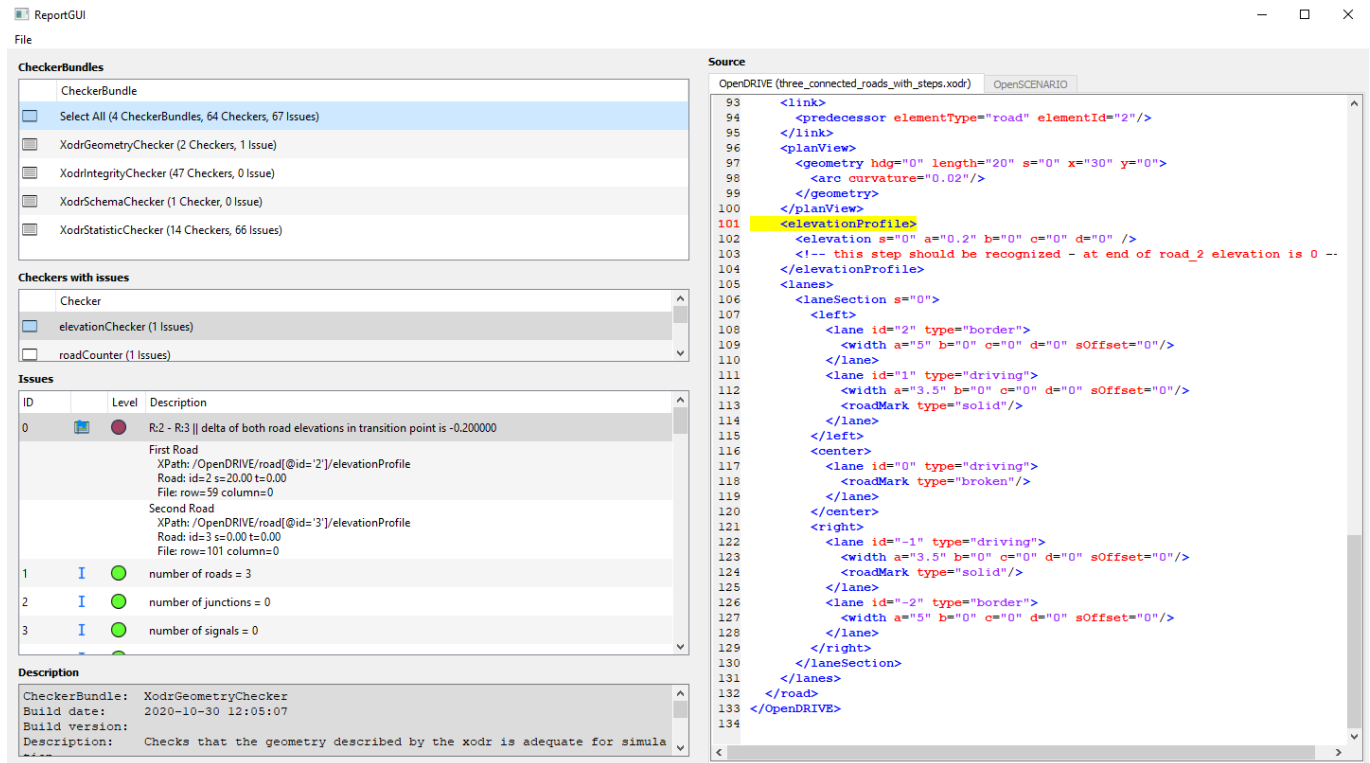 ReportGUI
File
CheckerBundles
CheckerBundle
Select All (4 CheckerBundles, 64 Checkers, 67 Issues)
XodrGeometryChecker (2 Checkers, 1 Issue)
XodrIntegrityChecker (47 Checkers, 0 Issue)
XodrSchemaChecker (1 Checker, 0 Issue)
XodrStatisticChecker (14 Checkers, 66 Issues)
Checkers with issues
Checker
elevationChecker (1 Issues)
roadCounter (1 Issues)
Issues
ID Level Description
0 R:2 - R:3 || delta of both road elevations in transition point is -0.200000
First Road
XPath: /OpenDRIVE/road[@id='2']/elevationProfile
Road: id=2 s=20.00 t=0.00
File: row=59 column=0
Second Road
XPath: /OpenDRIVE/road[@id='3']/elevationProfile
Road: id=3 s=0.00 t=0.00
File: row=101 column=0
1 I number of roads = 3
2 I number of junctions = 0
3 I number of signals = 0
Description
CheckerBundle: XodrGeometryChecker
Build date: 2020-10-30 12:05:07
Build version:
Description: Checks that the geometry described by the xodr is adequate for simula
Source
OpenDRIVE (three_connected_roads_with_steps.xodr) OpenSCENARIO
93 <link>
94 <predecessor elementType="road" elementId="2"/>
95 </link>
96 <planView>
97 <geometry hdg="0" length="20" s="0" x="30" y="0">
98 <arc curvature="0.02"/>
99 </geometry>
100 </planView>
101 <elevationProfile>
102 <elevation s="0" a="0.2" b="0" c="0" d="0" />
103 <!-- this step should be recognized - at end of road_2 elevation is 0 --
104 </elevationProfile>
105 <lanes>
106 <laneSection s="0">
107 <left>
108 <lane id="2" type="border">
109 <width a="5" b="0" c="0" d="0" sOffset="0"/>
110 </lane>
111 <lane id="1" type="driving">
112 <width a="3.5" b="0" c="0" d="0" sOffset="0"/>
113 <roadMark type="solid"/>
114 </lane>
115 </left>
116 <center>
117 <lane id="0" type="driving">
118 <roadMark type="broken"/>
119 </lane>
120 </center>
121 <right>
122 <lane id="-1" type="driving">
123 <width a="3.5" b="0" c="0" d="0" sOffset="0"/>
124 <roadMark type="solid"/>
125 </lane>
126 <lane id="-2" type="border">
127 <width a="5" b="0" c="0" d="0" sOffset="0"/>
128 </lane>
129 </right>
130 </laneSection>
131 </lanes>
132 </road>
133 </OpenDRIVE>
134